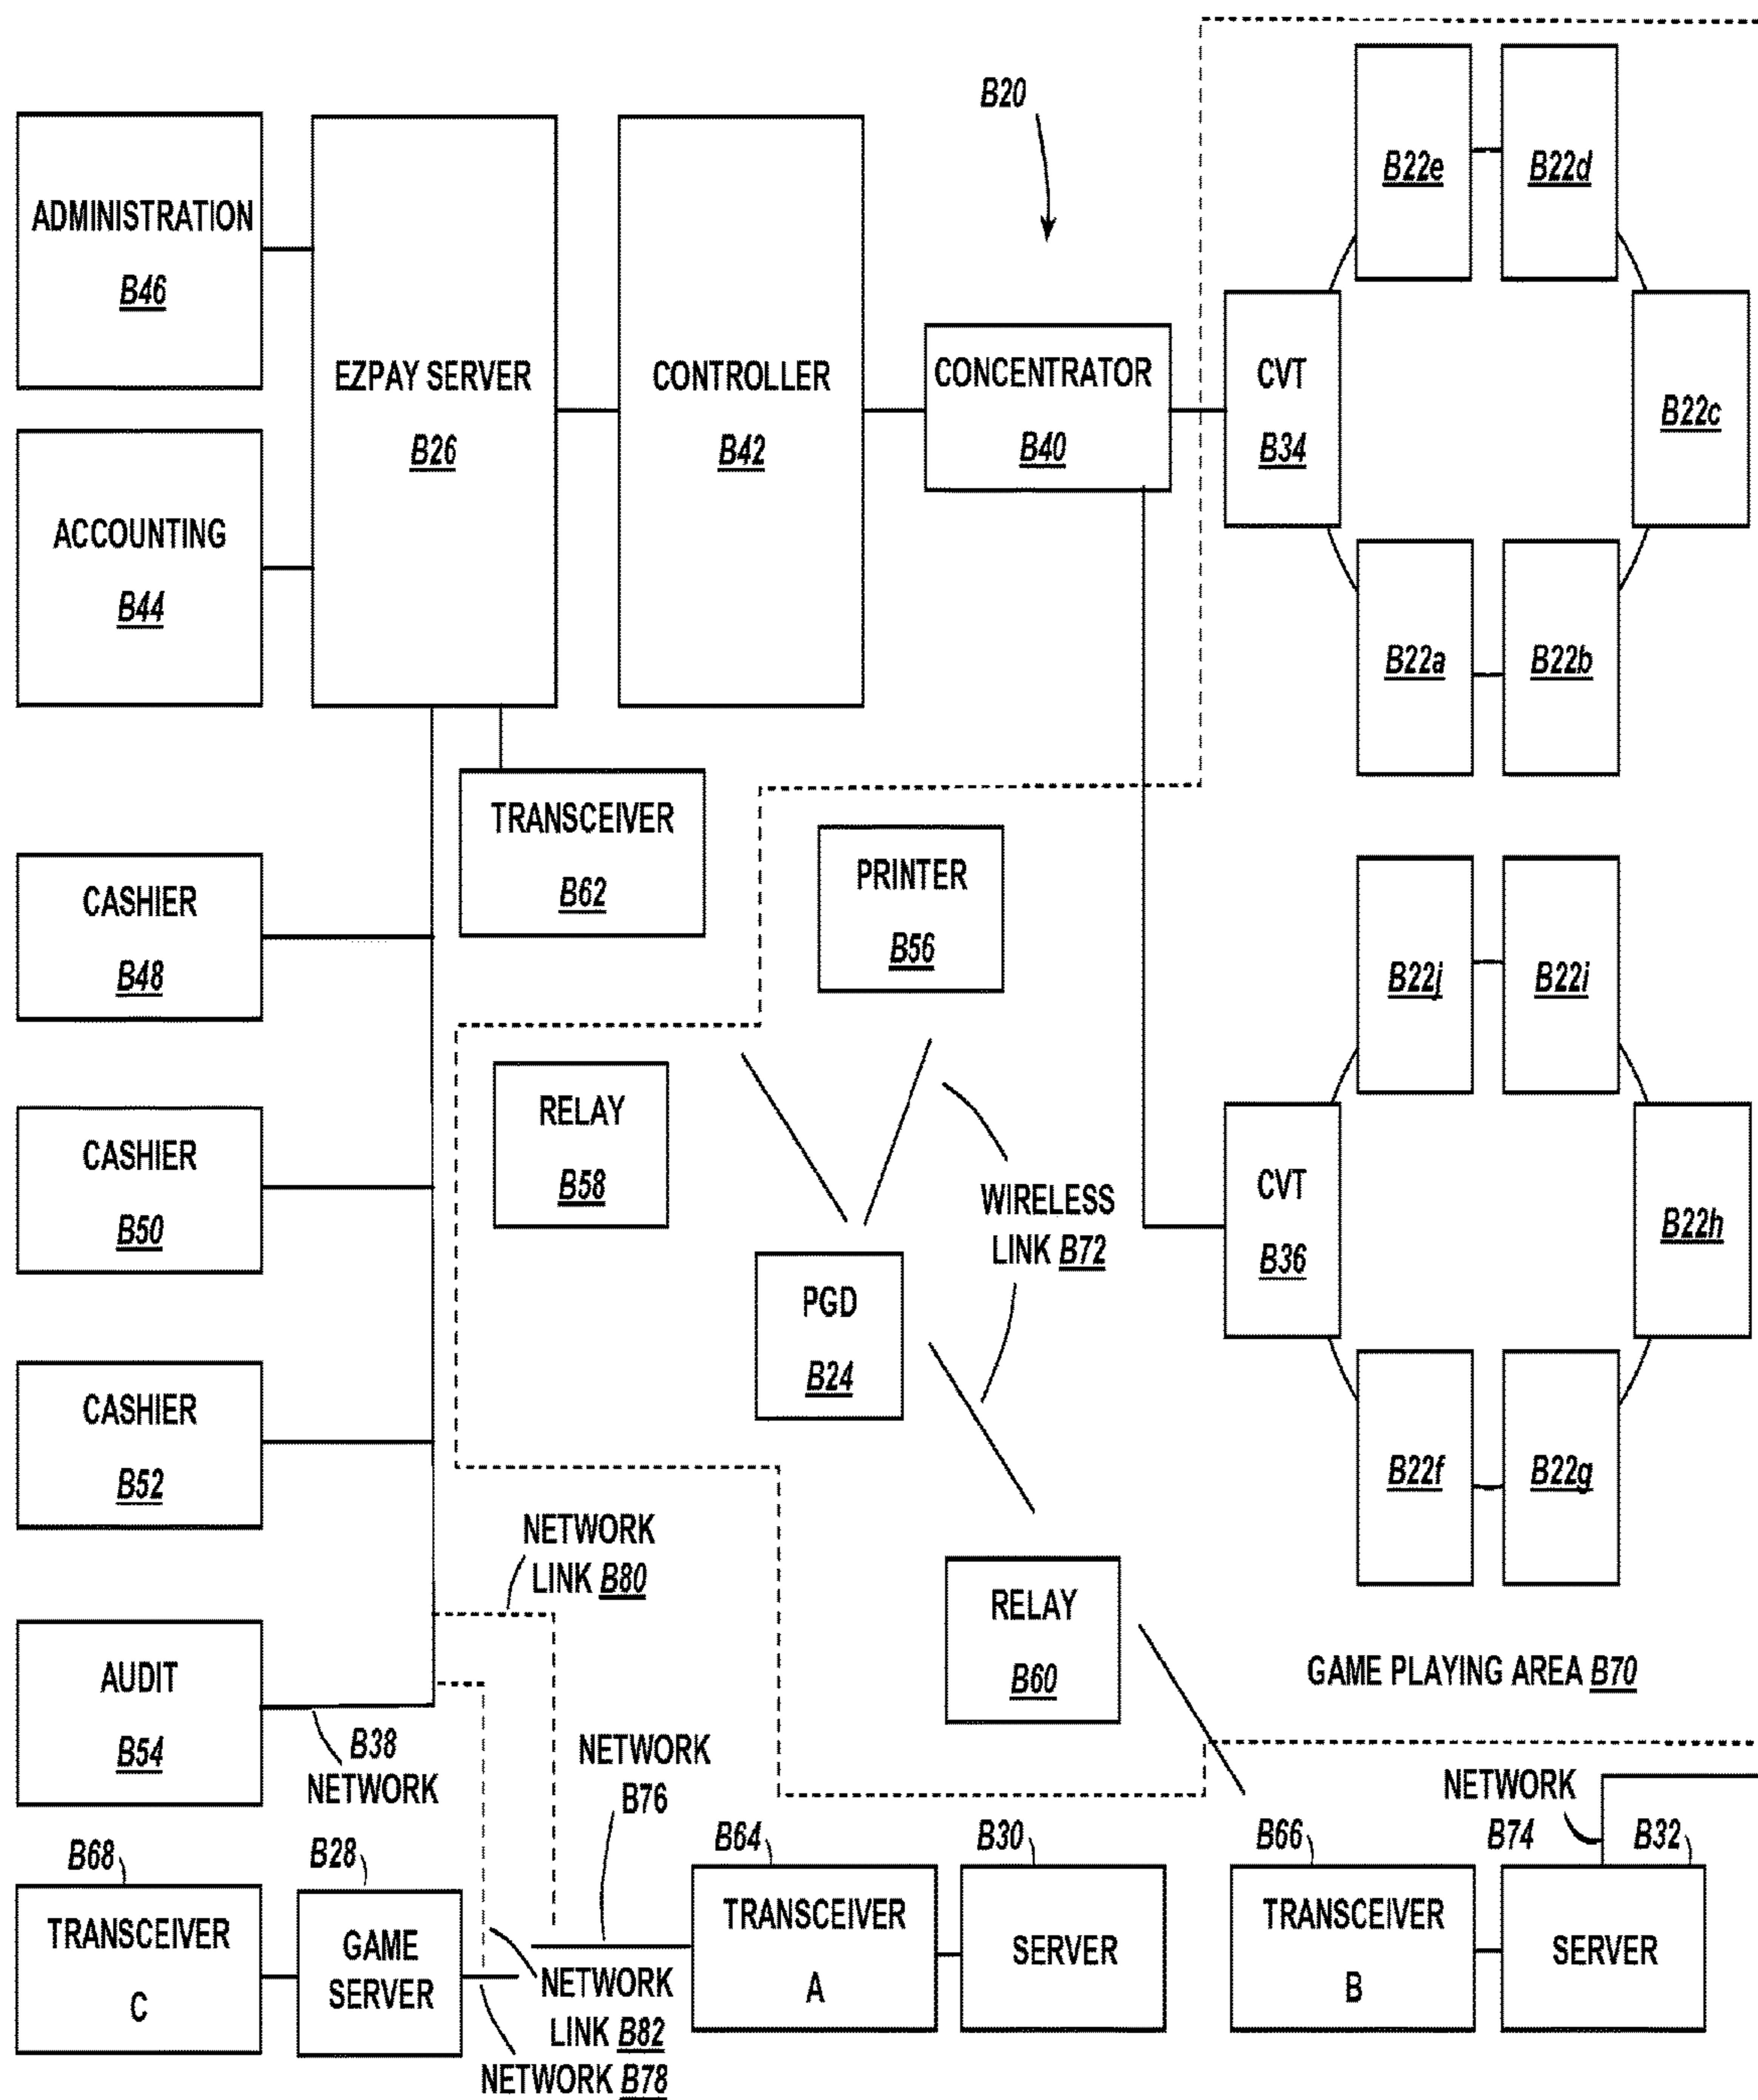 B20
B22e
B22d
ADMINISTRATION
B46
EZPAY SERVER
B26
CONTROLLER
B42
CONCENTRATOR
B40
CVT
B34
B22c
ACCOUNTING
B44
B22a
B22b
TRANSCEIVER
B62
PRINTER
B56
CASHIER
B48
B22j
B22i
RELAY
B58
CASHIER
B50
WIRELESS
LINK B72
CVT
B36
B22h
PGD
B24
CASHIER
B52
B22f
B22g
NETWORK
LINK B80
RELAY
B60
GAME PLAYING AREA B70
AUDIT
B54
B38
NETWORK
NETWORK
B76
NETWORK
B74
B68
B28
B64
B30
B66
B32
TRANSCEIVER
C
GAME
SERVER
NETWORK
LINK B82
NETWORK B78
TRANSCEIVER
A
SERVER
TRANSCEIVER
B
SERVER